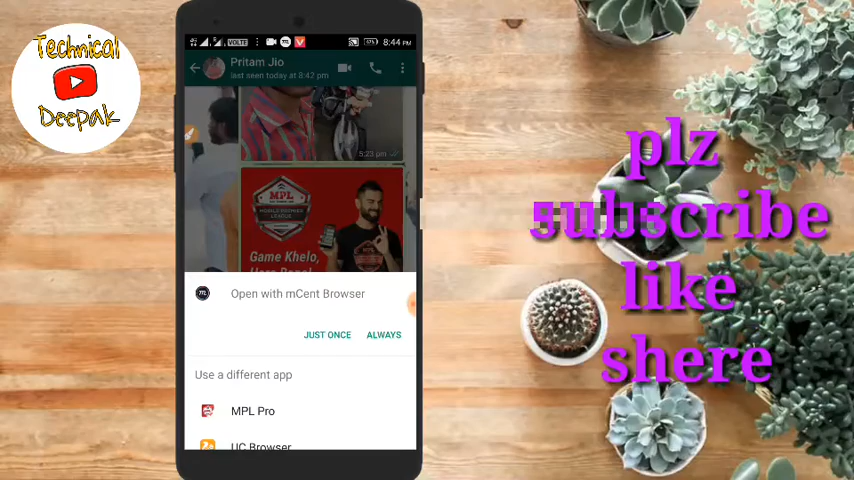 Technical
Deepak
VOLTE
57%
8:44 PM
Pritam Jio
last seen today at 8:42 pm
5:23 pm
MPL
Game Khelo,
Open with mCent Browser
JUST ONCE
ALWAYS
Use a different app
MPL Pro
UC Browser
plz
subscribe
like
shere